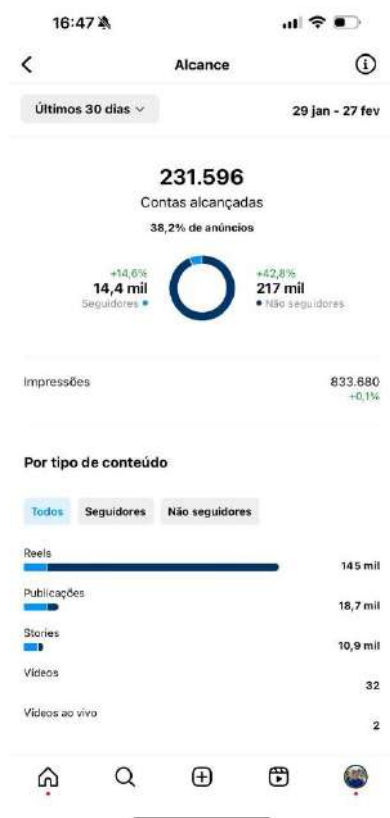 16:47
Alcance
Últimos 30 dias
29 jan - 27 fev
231.596
Contas alcançadas
38,2% de anúncios
+14,6%
14,4 mil
Seguidores
+42,8%
217 mil
Não seguidores
Impressões
833.680
+0,1%
Por tipo de conteúdo
Todos Seguidores Não seguidores
Reels
145 mil
Publicações
18,7 mil
Stories
10,9 mil
Vídeos
32
Vídeos ao vivo
2